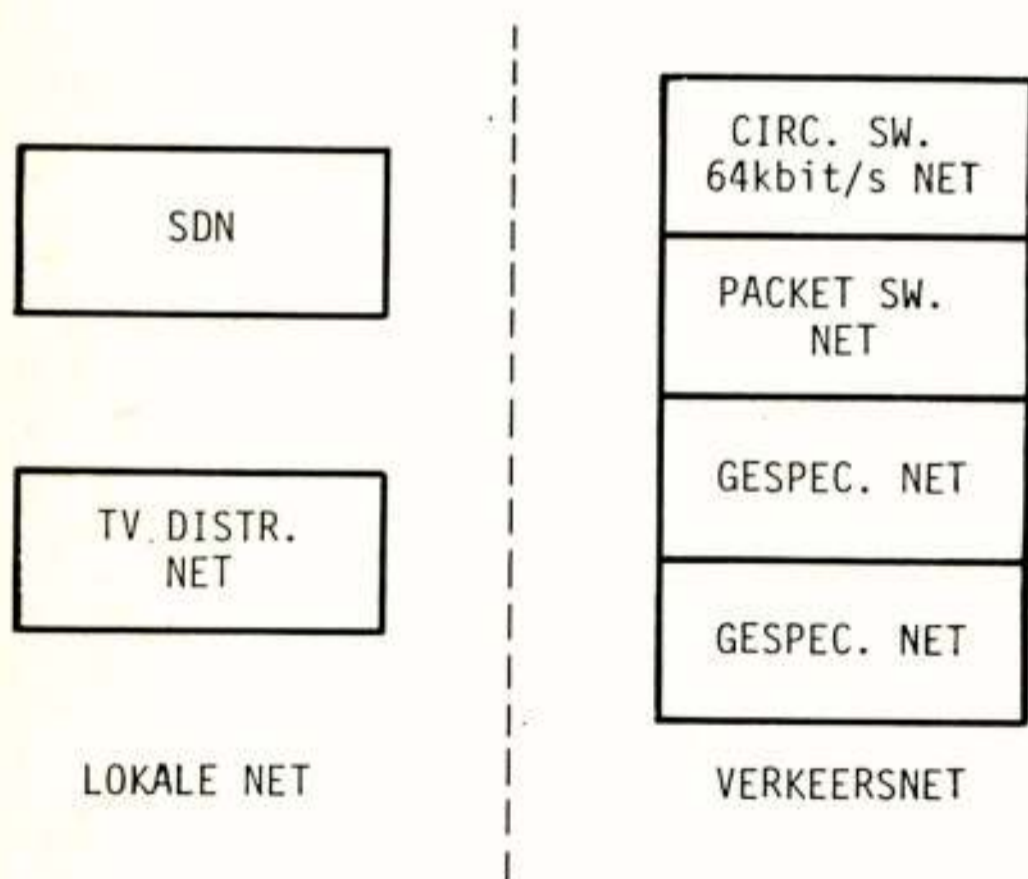 SDN
TV DISTR.
NET
LOKALE NET
CIRC. SW.
64kbit/s NET
PACKET SW.
NET
GESPEC. NET
GESPEC. NET
VERKEERSNET